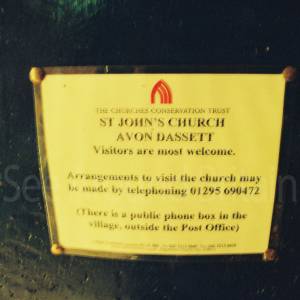 THE CHURCHES CONSERVATION TRUST
ST JOHN'S CHURCH
AVON DASSETT
Visitors are most welcome.
Arrangements to visit the church may
be made by telephoning 01295 690472
(There is a public phone box in the
village, outside the Post Office)